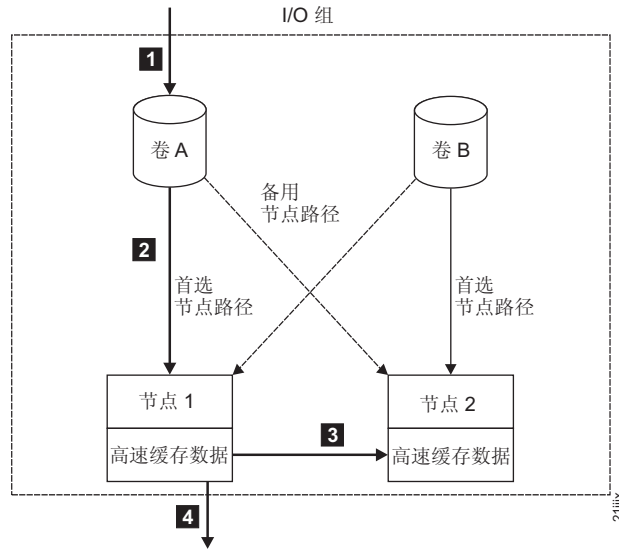 I/O 组
1
卷 A
卷 B
备用
节点路径
2
首选
节点路径
首选
节点路径
节点 1
节点 2
3
高速缓存数据
高速缓存数据
4
21iiix